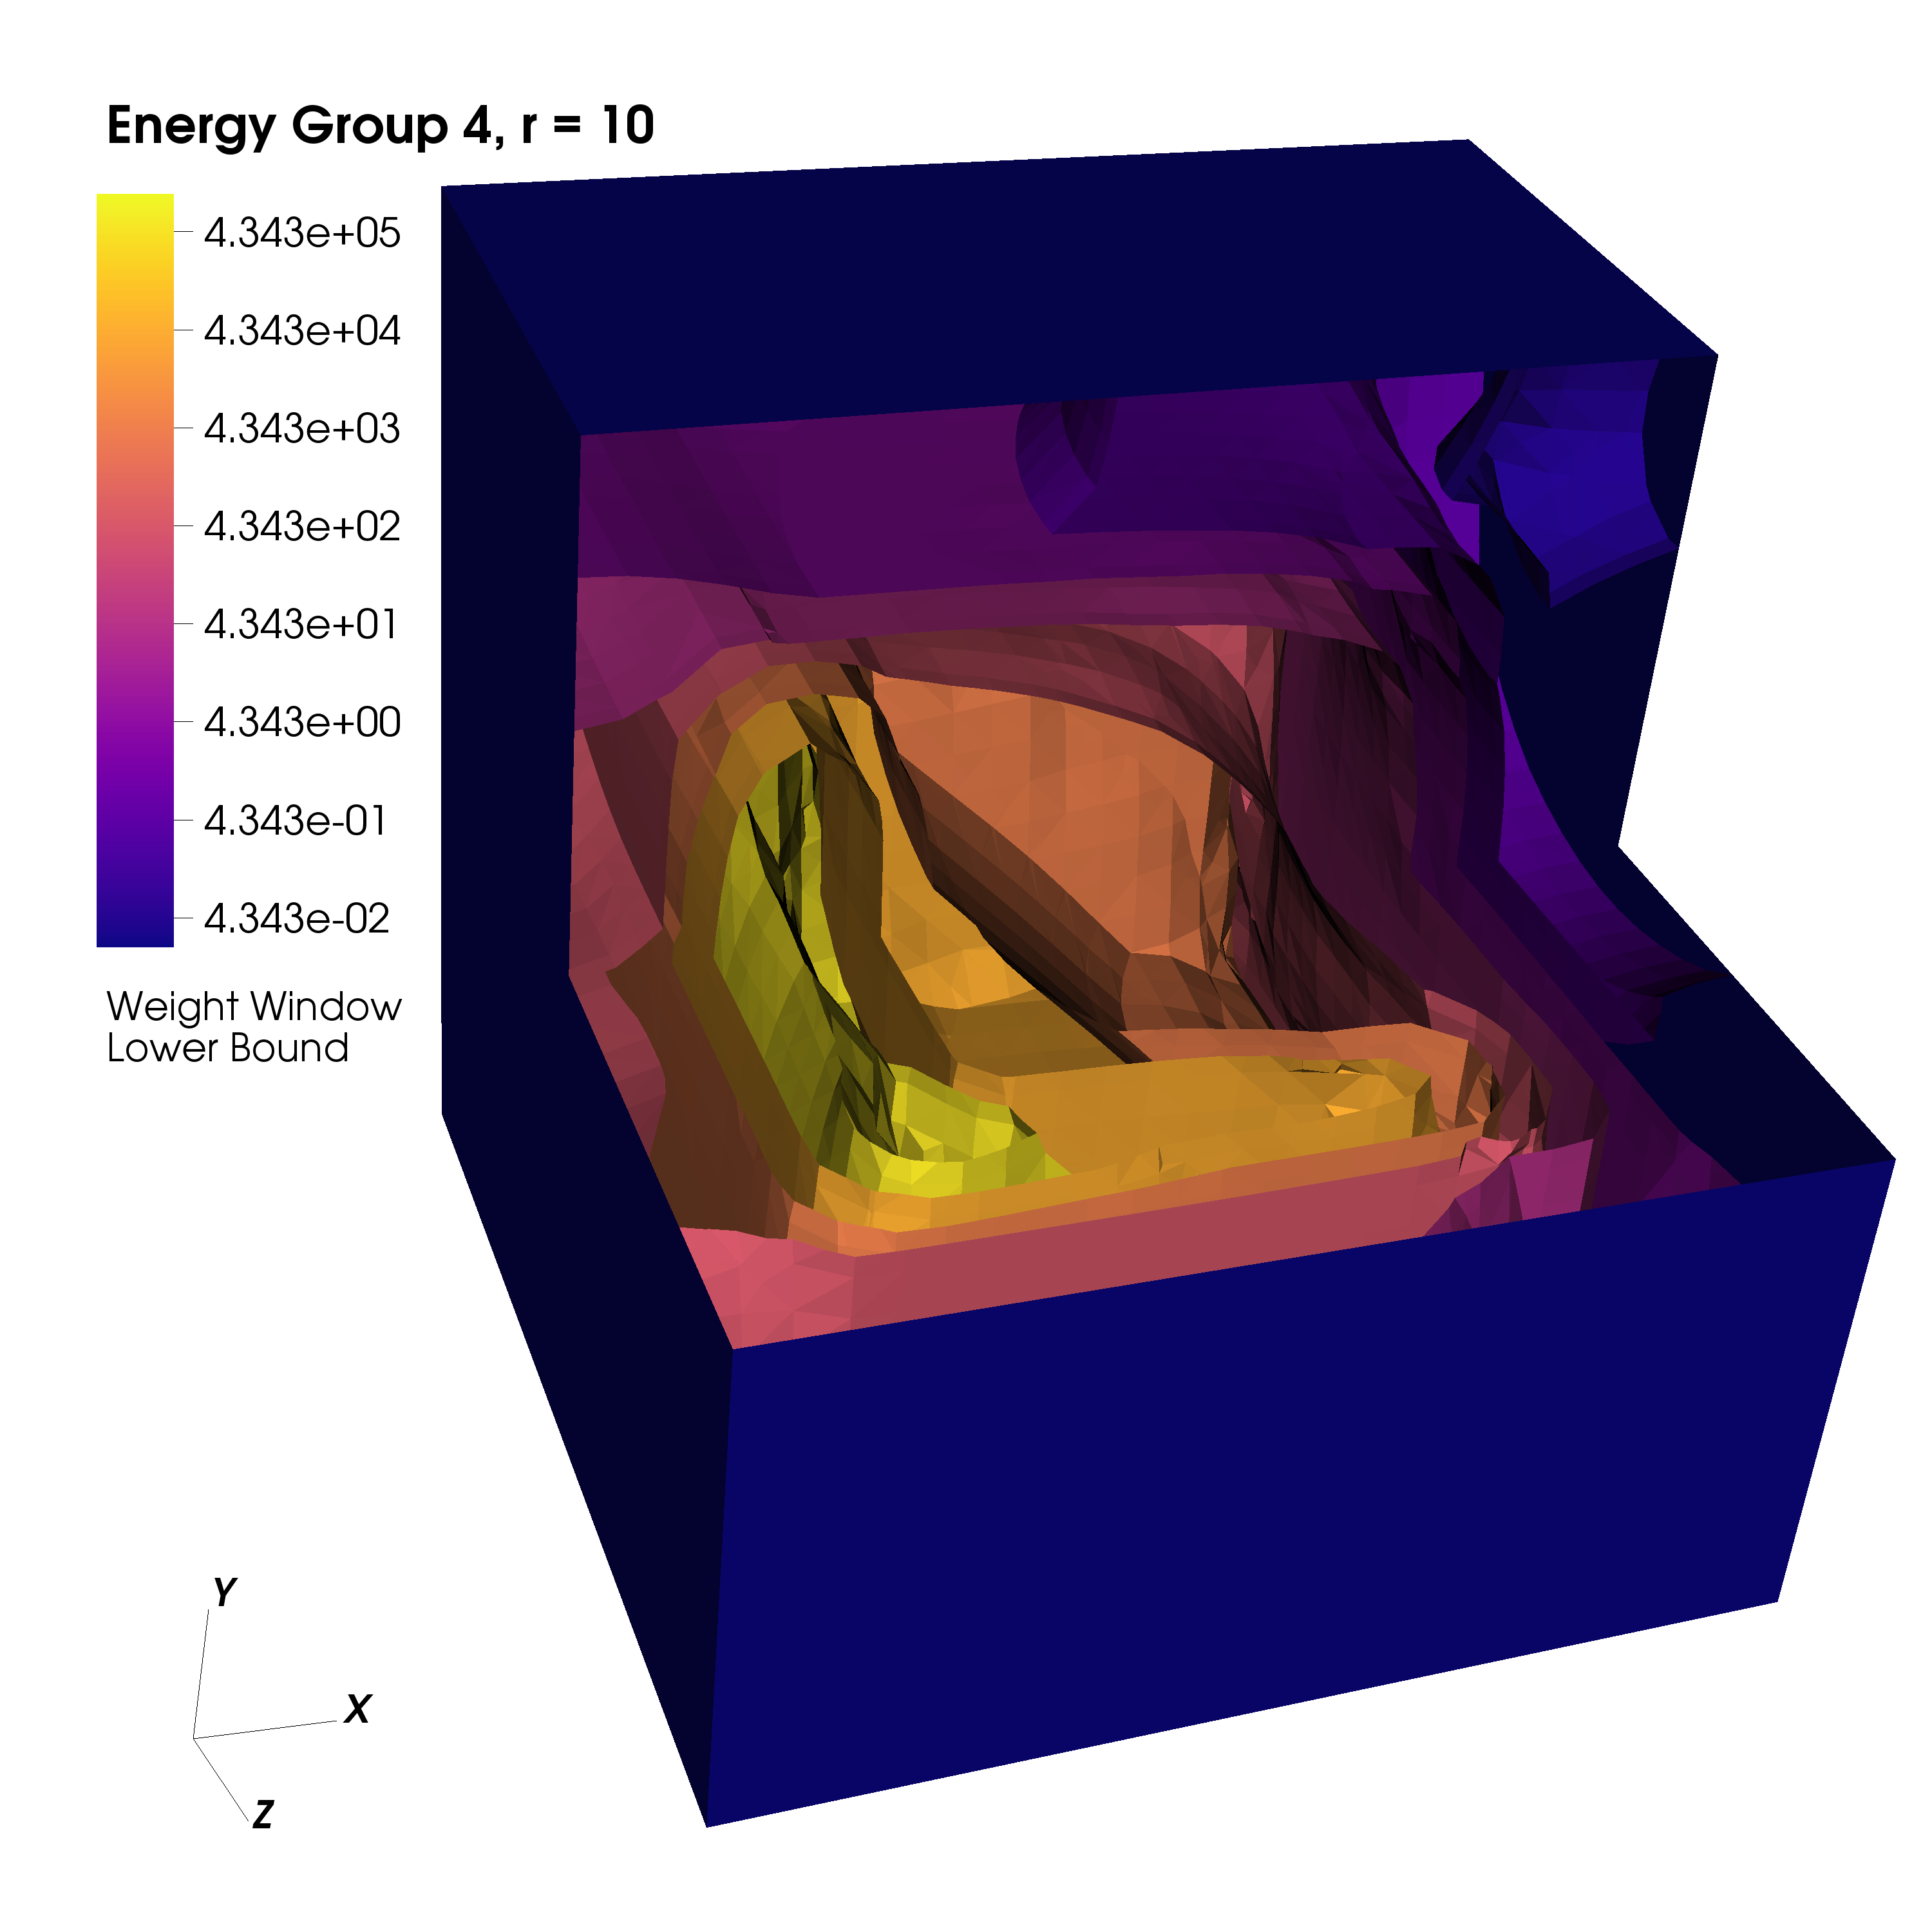 Energy Group 4, r = 10
4.343e+05
4.343e+04
4.343e+03
4.343e+02
4.343e+01
4.343e+00
4.343e-01
4.343e-02
Weight Window
Lower Bound
Y
X
Z